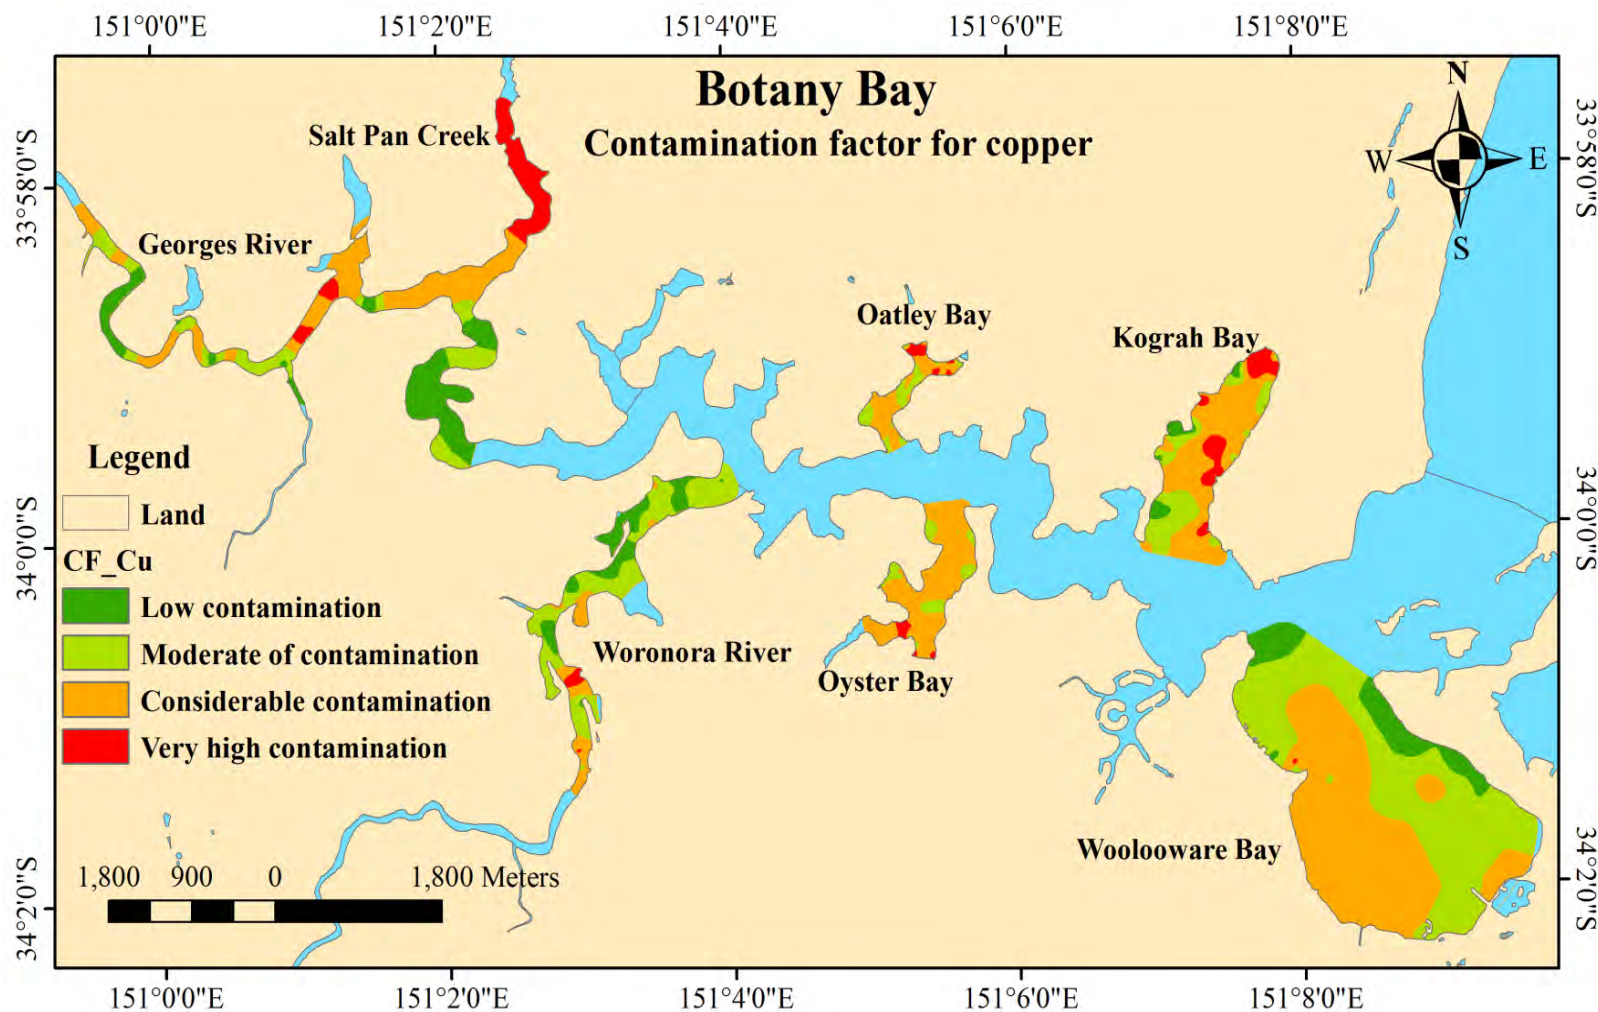 151°0'0"E
151°2'0"E
151°4'0"E
151°6'0"E
151°8'0"E
Botany Bay
Contamination factor for copper
N
W
E
S
33°58'0"S
33°58'0"S
Salt Pan Creek
Georges River
Oatley Bay
Kograh Bay
Legend
Land
CF_Cu
Low contamination
Moderate of contamination
Considerable contamination
Very high contamination
34°0'0"S
34°0'0"S
Woronora River
Oyster Bay
Woolooware Bay
1,800 900 0 1,800 Meters
34°2'0"S
34°2'0"S
151°0'0"E
151°2'0"E
151°4'0"E
151°6'0"E
151°8'0"E